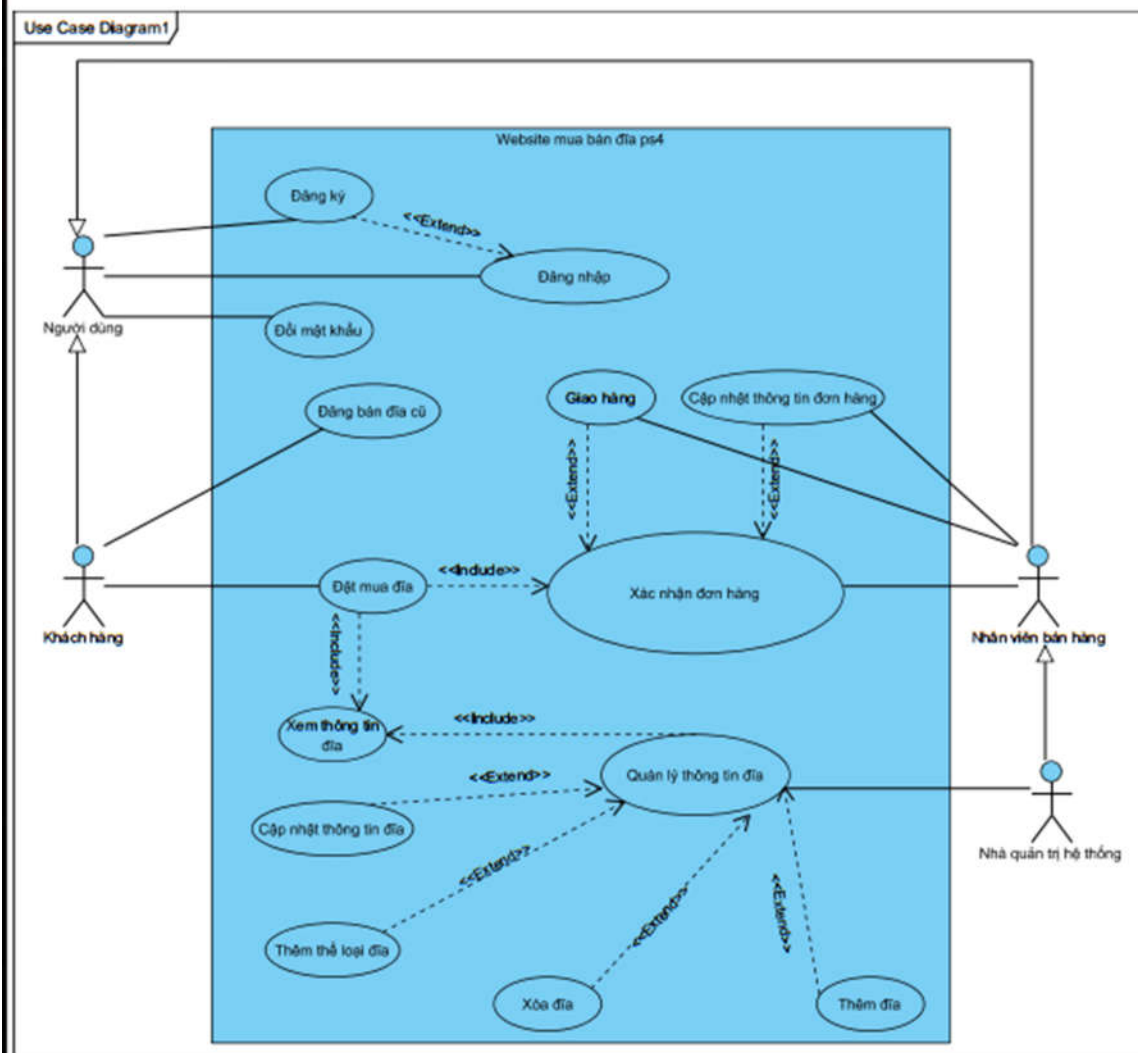 Use Case Diagram1
Website mua bán đĩa ps4
Đăng ký
<<Extend>>
Đăng nhập
Người dùng
Đổi mật khẩu
Giao hàng
Cập nhật thông tin đơn hàng
Đăng bán đĩa cũ
<<Extend>>
<<Extend>>
Đặt mua đĩa
<<Include>>
Xác nhận đơn hàng
Khách hàng
Nhân viên bán hàng
<<Include>>
Xem thông tin
đĩa
<<Include>>
Quản lý thông tin đĩa
<<Extend>>
Cập nhật thông tin đĩa
Nhà quản trị hệ thống
<<Extend>>
<<Extend>>
<<Extend>>
Thêm thể loại đĩa
Xóa đĩa
Thêm đĩa